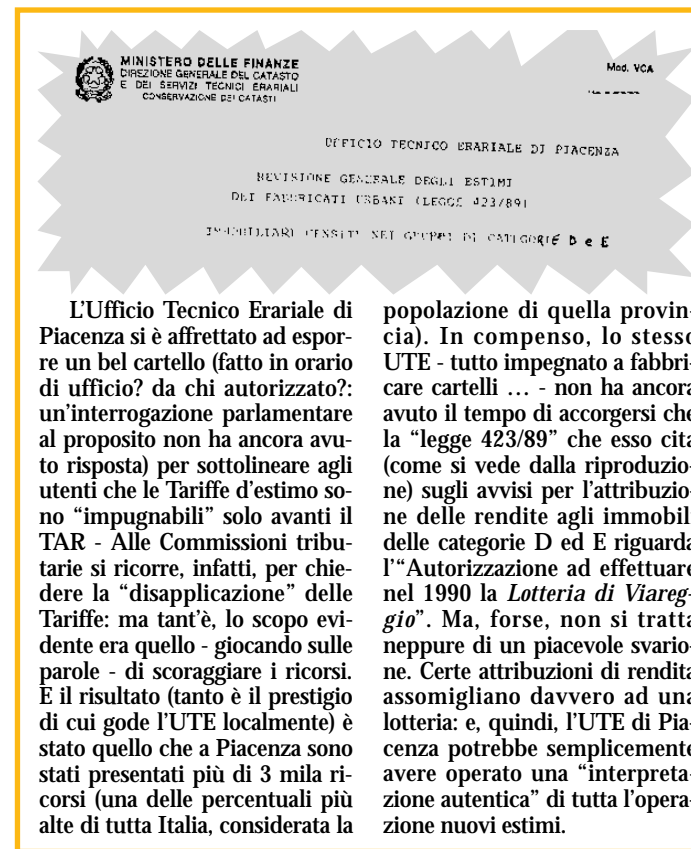 MINISTERO DELLE FINANZE
DIREZIONE GENERALE DEL CATASTO
E DEI SERVIZI TECNICI ERARIALI
CONSERVAZIONE DEI CATASTI
Mod. VCA
UFFICIO TECNICO ERARIALE DI PIACENZA
REVISIONE GENERALE DEGLI ESTIMI
DEI FABBRICATI URBANI (LEGGE 423/89)
IMMOBILIARI CENSITE NEI GRUPPI DI CATEGORIE D e E
L'Ufficio Tecnico Erariale di
Piacenza si è affrettato ad espor-
re un bel cartello (fatto in orario
di ufficio? da chi autorizzato?:
un'interrogazione parlamentare
al proposito non ha ancora avu-
to risposta) per sottolineare agli
utenti che le Tariffe d'estimo so-
no “impugnabili” solo avanti il
TAR - Alle Commissioni tribu-
tarie si ricorre, infatti, per chie-
dere la “disapplicazione” delle
Tariffe: ma tant'è, lo scopo evi-
dente era quello - giocando sulle
parole - di scoraggiare i ricorsi.
E il risultato (tanto è il prestigio
di cui gode l'UTE localmente) è
stato quello che a Piacenza sono
stati presentati più di 3 mila ri-
corsi (una delle percentuali più
alte di tutta Italia, considerata la
popolazione di quella provin-
cia). In compenso, lo stesso
UTE - tutto impegnato a fabbri-
care cartelli … - non ha ancora
avuto il tempo di accorgersi che
la “legge 423/89” che esso cita
(come si vede dalla riproduzio-
ne) sugli avvisi per l'attribuzio-
ne delle rendite agli immobili
delle categorie D ed E riguarda
l'“Autorizzazione ad effettuare
nel 1990 la Lotteria di Viareg-
gio”. Ma, forse, non si tratta
neppure di un piacevole svario-
ne. Certe attribuzioni di rendita
assomigliano davvero ad una
lotteria: e, quindi, l'UTE di Pia-
cenza potrebbe semplicemente
avere operato una “interpreta-
zione autentica” di tutta l'opera-
zione nuovi estimi.